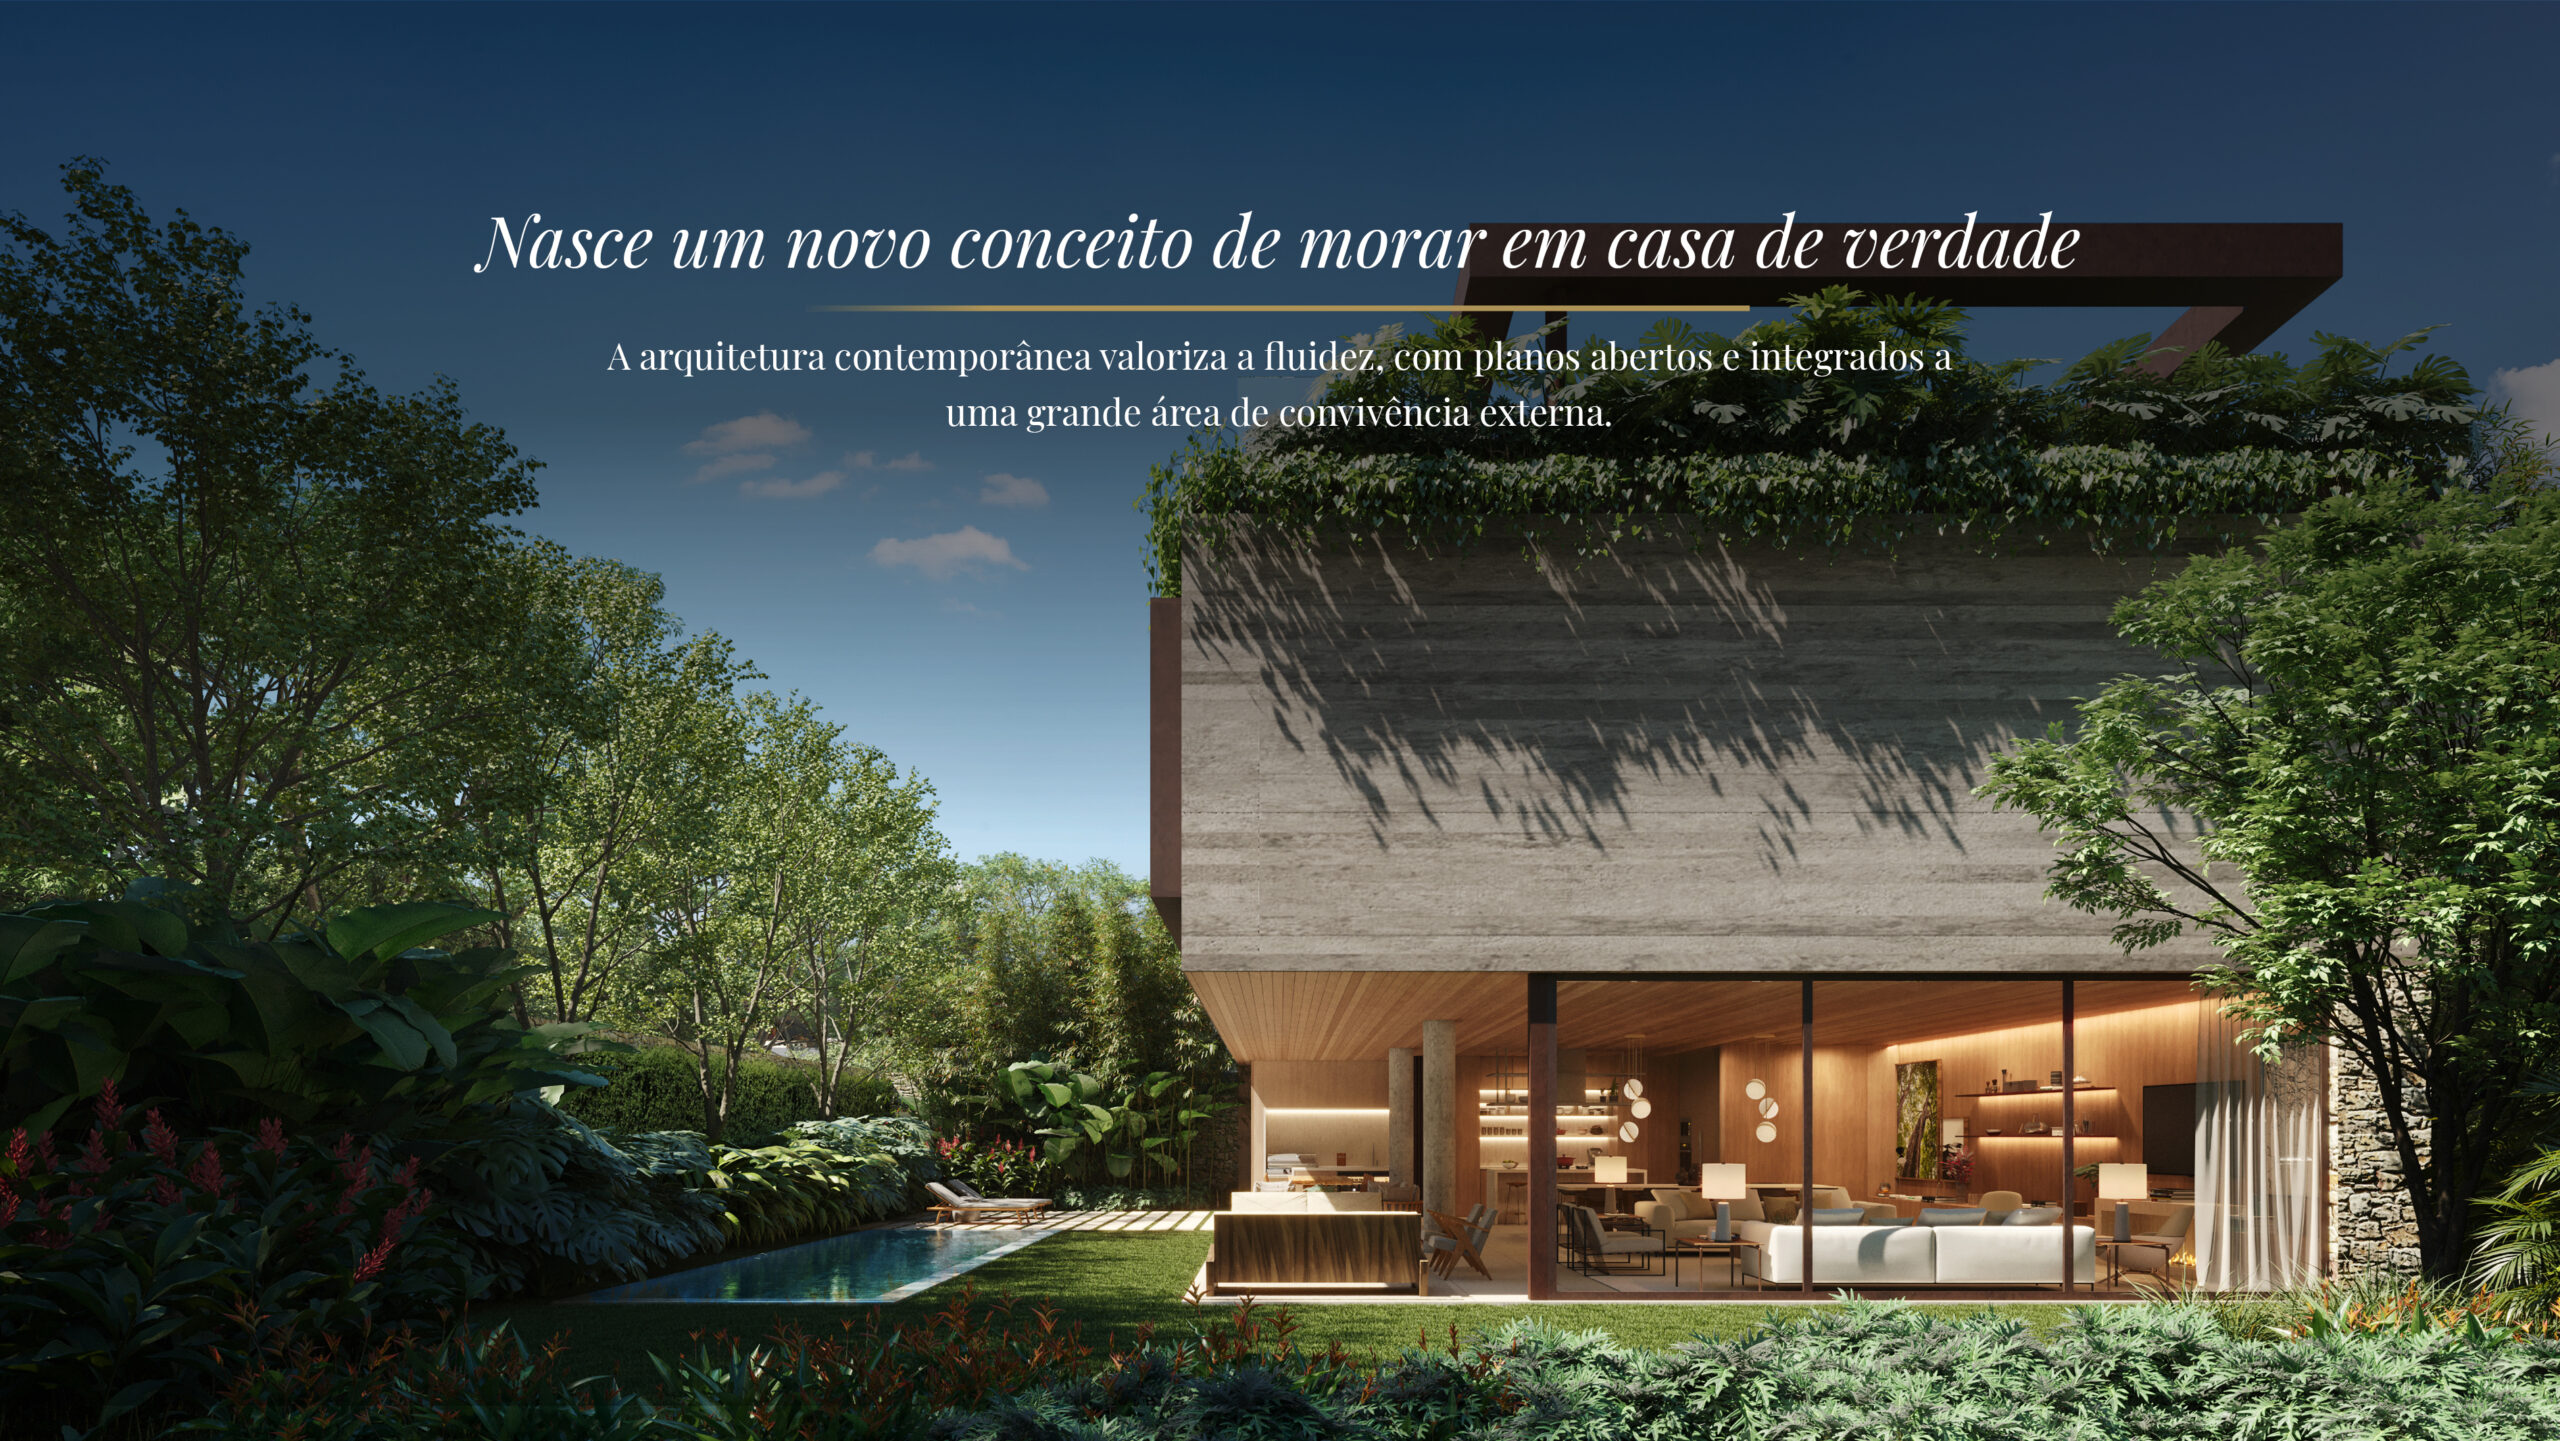 Nasce um novo conceito de morar em casa de verdade
A arquitetura contemporânea valoriza a fluidez, com planos abertos e integrados a
uma grande área de convivência externa.